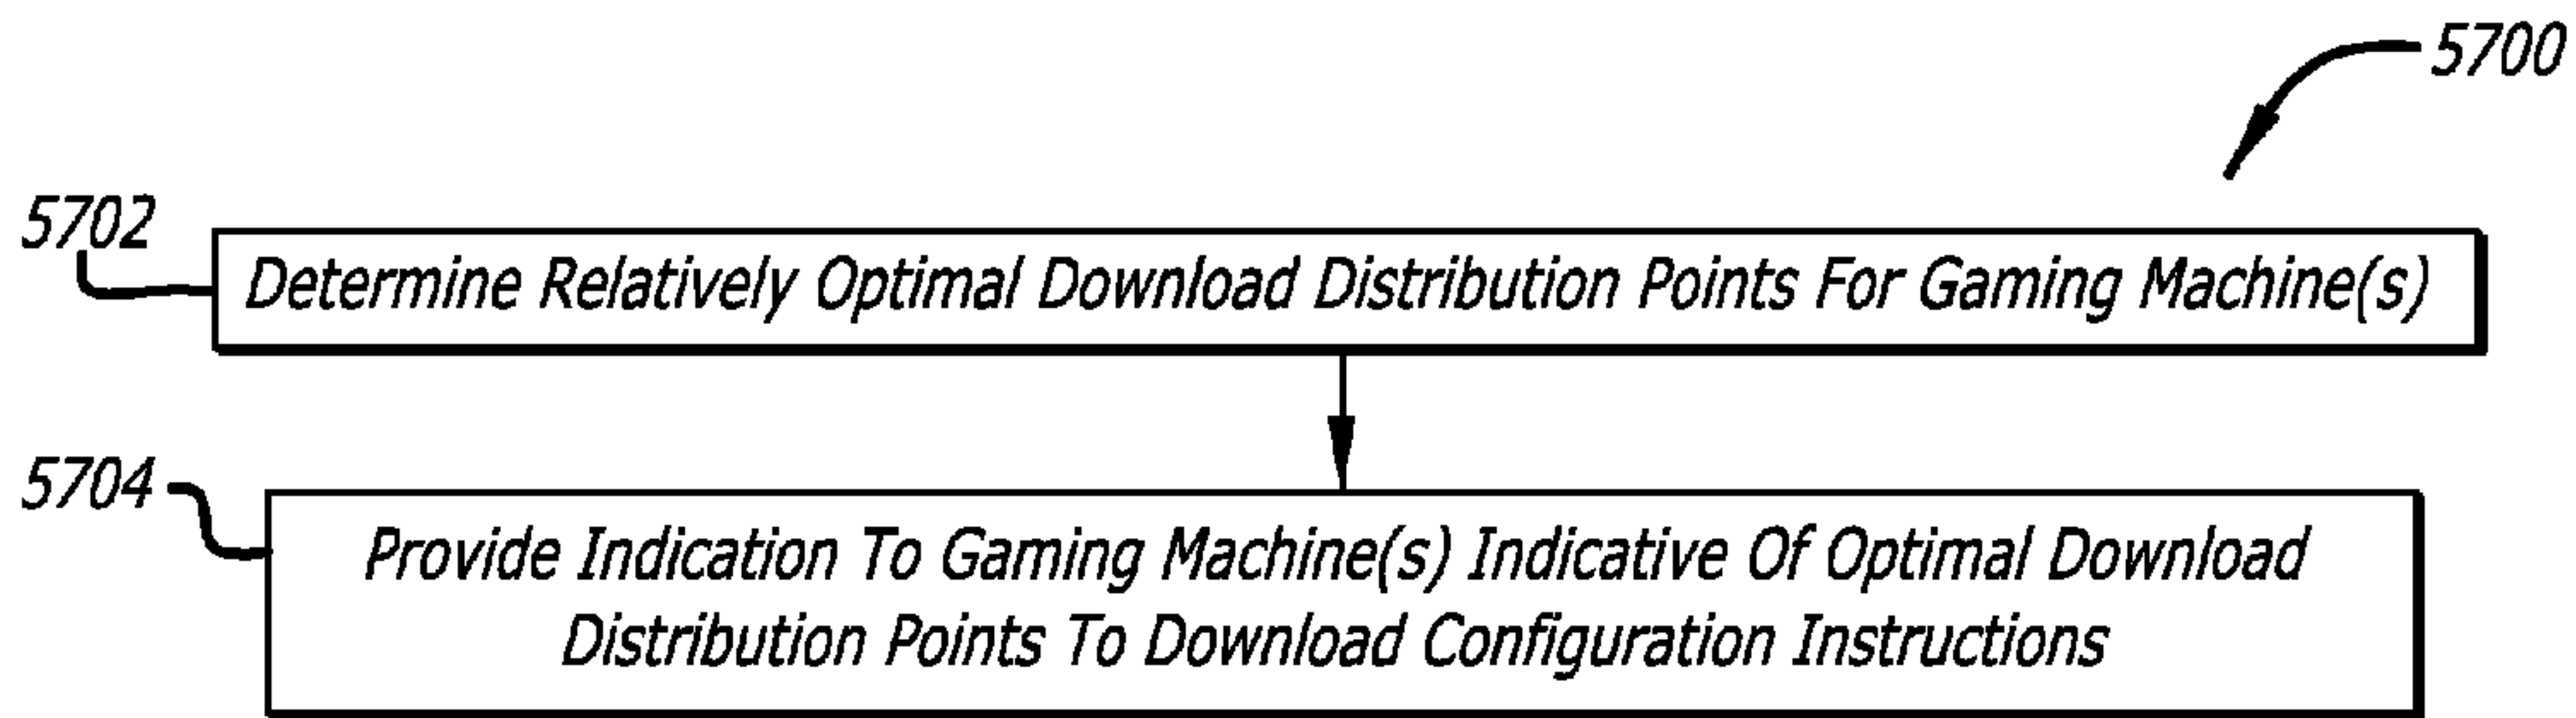 5700
5702
Determine Relatively Optimal Download Distribution Points For Gaming Machine(s)
5704
Provide Indication To Gaming Machine(s) Indicative Of Optimal Download
Distribution Points To Download Configuration Instructions